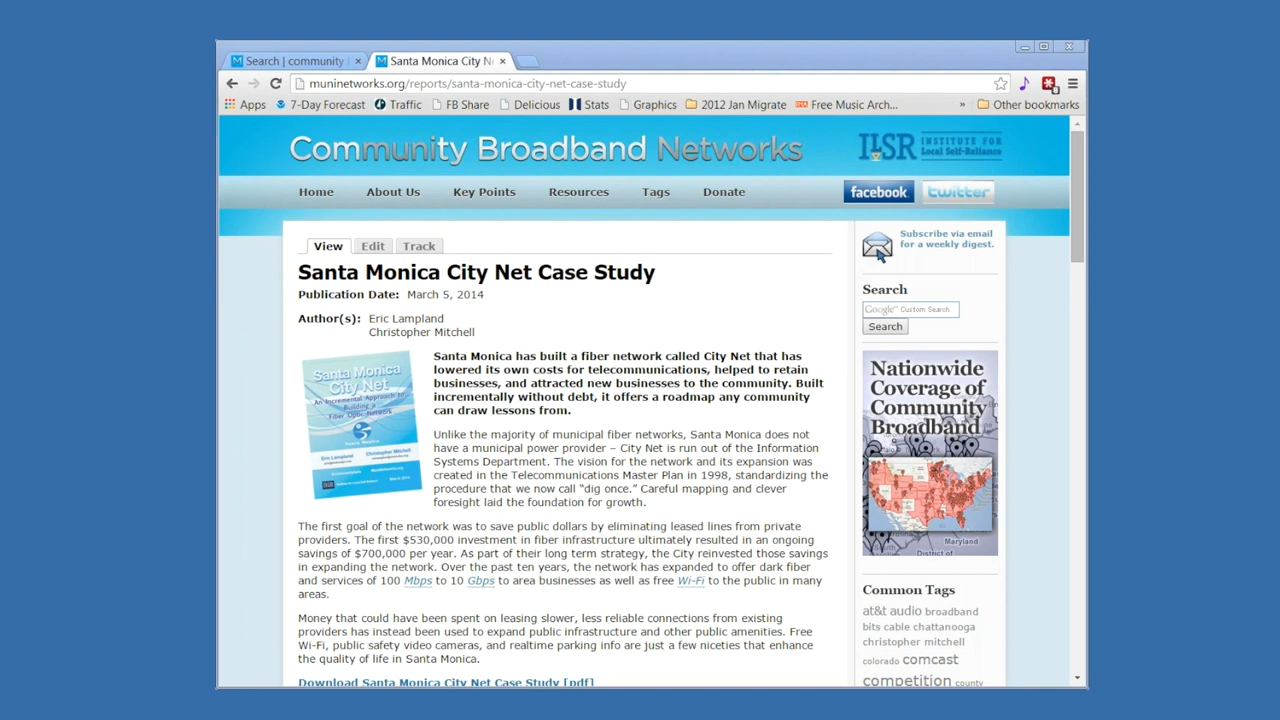 Search | community
Santa Monica City Ne
muninetworks.org/reports/santa-monica-city-net-case-study
Apps 7-Day Forecast Traffic FB Share Delicious Stats Graphics 2012 Jan Migrate Free Music Arch... » Other bookmarks
Community Broadband Networks
ILSR INSTITUTE FOR
Local Self-Reliance
Home About Us Key Points Resources Tags Donate
facebook twitter
View Edit Track
Santa Monica City Net Case Study
Publication Date: March 5, 2014
Author(s): Eric Lampland
Christopher Mitchell
Santa Monica City Net
An Incremental Approach to
Building a
Fiber Optic Network
Eric Lampland Christopher Mitchell
March 2014
Santa Monica has built a fiber network called City Net that has
lowered its own costs for telecommunications, helped to retain
businesses, and attracted new businesses to the community. Built
incrementally without debt, it offers a roadmap any community
can draw lessons from.
Unlike the majority of municipal fiber networks, Santa Monica does not
have a municipal power provider – City Net is run out of the Information
Systems Department. The vision for the network and its expansion was
created in the Telecommunications Master Plan in 1998, standardizing the
procedure that we now call “dig once.” Careful mapping and clever
foresight laid the foundation for growth.
The first goal of the network was to save public dollars by eliminating leased lines from private
providers. The first $530,000 investment in fiber infrastructure ultimately resulted in an ongoing
savings of $700,000 per year. As part of their long term strategy, the City reinvested those savings
in expanding the network. Over the past ten years, the network has expanded to offer dark fiber
and services of 100 Mbps to 10 Gbps to area businesses as well as free Wi-Fi to the public in many
areas.
Money that could have been spent on leasing slower, less reliable connections from existing
providers has instead been used to expand public infrastructure and other public amenities. Free
Wi-Fi, public safety video cameras, and realtime parking info are just a few niceties that enhance
the quality of life in Santa Monica.
Download Santa Monica City Net Case Study [pdf]
Subscribe via email
for a weekly digest.
Search
Google™ Custom Search
Search
Nationwide
Coverage of
Community
Broadband
Maryland
District of
Common Tags
at&t audio broadband
bits cable chattanooga
christopher mitchell
colorado comcast
competition county